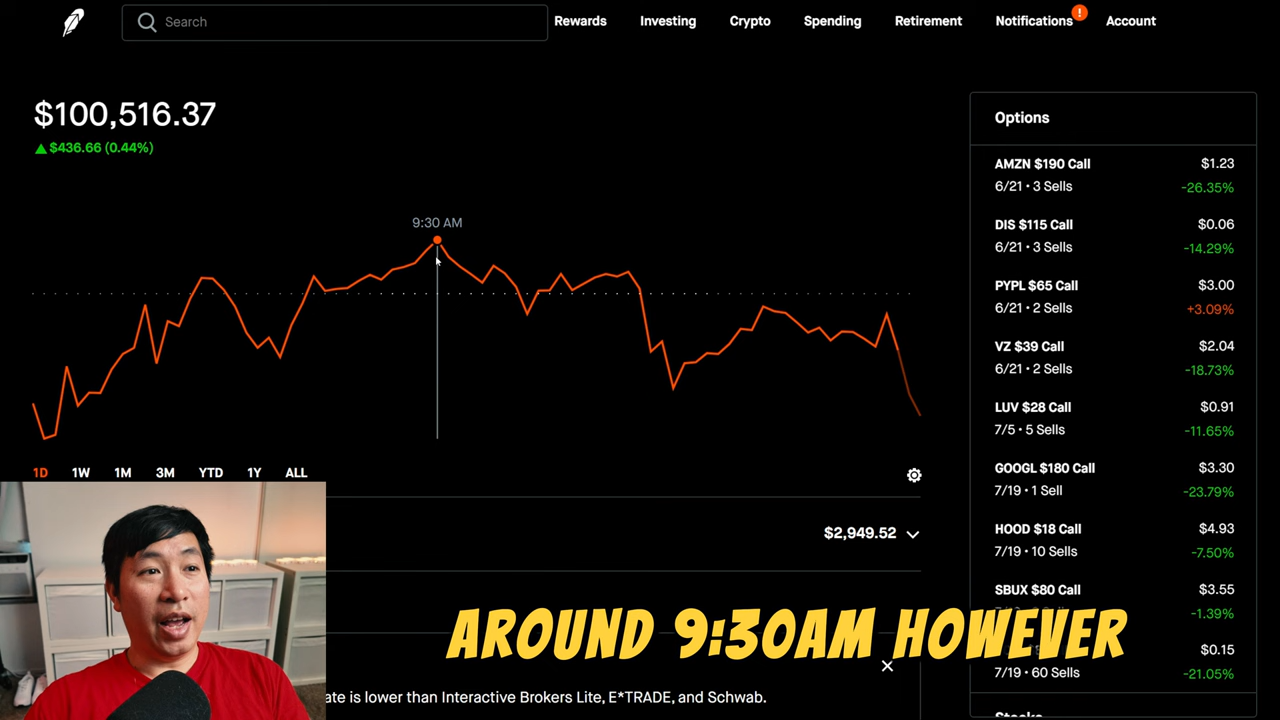 Search
Rewards
Investing
Crypto
Spending
Retirement
Notifications
!
Account
$100,516.37
$436.66 (0.44%)
9:30 AM
1D
1W
1M
3M
YTD
1Y
ALL
$2,949.52
AROUND 9:30AM HOWEVER
ate is lower than Interactive Brokers Lite, E*TRADE, and Schwab.
Options
AMZN $190 Call $1.23
6/21 • 3 Sells -26.35%
DIS $115 Call $0.06
6/21 • 3 Sells -14.29%
PYPL $65 Call $3.00
6/21 • 2 Sells +3.09%
VZ $39 Call $2.04
6/21 • 2 Sells -18.73%
LUV $28 Call $0.91
7/5 • 5 Sells -11.65%
GOOGL $180 Call $3.30
7/19 • 1 Sell -23.79%
HOOD $18 Call $4.93
7/19 • 10 Sells -7.50%
SBUX $80 Call $3.55
-1.39%
$0.15
7/19 • 60 Sells -21.05%
Stocks